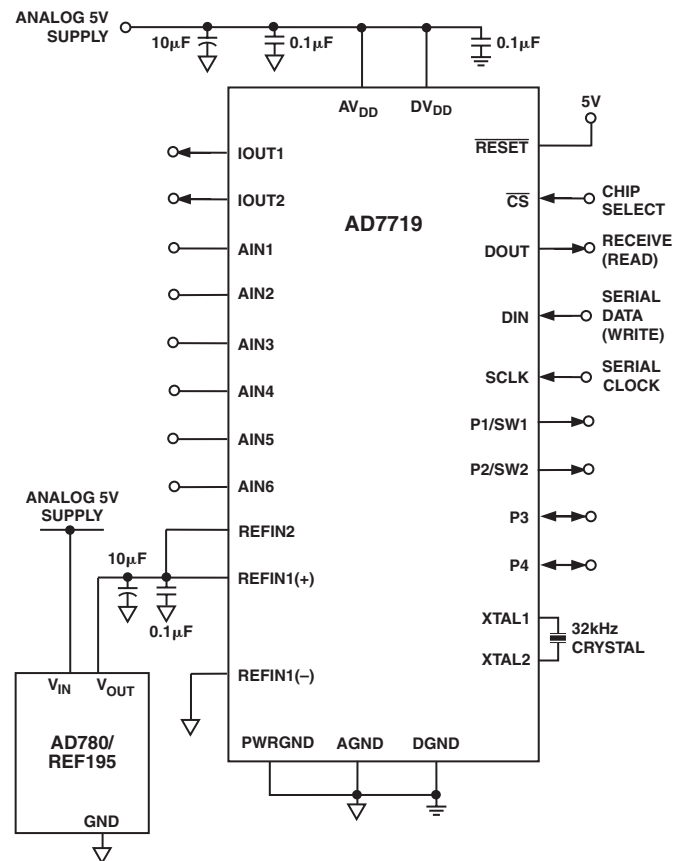 ANALOG 5V
SUPPLY
10μF
0.1μF
0.1μF
AVDD
DVDD
5V
RESET
IOUT1
IOUT2
AIN1
AIN2
AIN3
AIN4
AIN5
AIN6
REFIN2
REFIN1(+)
REFIN1(–)
AD7719
CS
CHIP
SELECT
DOUT
RECEIVE
(READ)
DIN
SERIAL
DATA
(WRITE)
SCLK
SERIAL
CLOCK
P1/SW1
P2/SW2
P3
P4
XTAL1
XTAL2
32kHz
CRYSTAL
ANALOG 5V
SUPPLY
10μF
0.1μF
VIN
VOUT
AD780/
REF195
GND
PWRGND
AGND
DGND